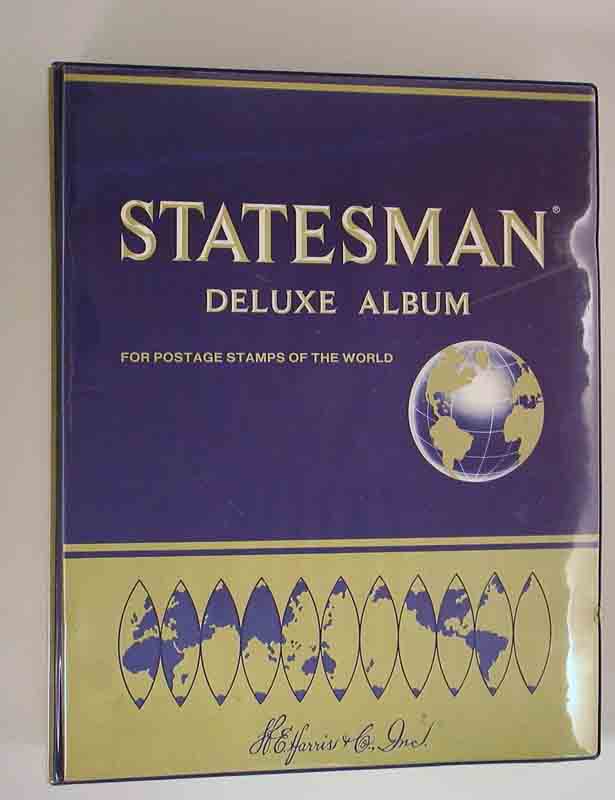 STATESMAN®
DELUXE ALBUM
FOR POSTAGE STAMPS OF THE WORLD
H.E. Harris & Co., Inc.